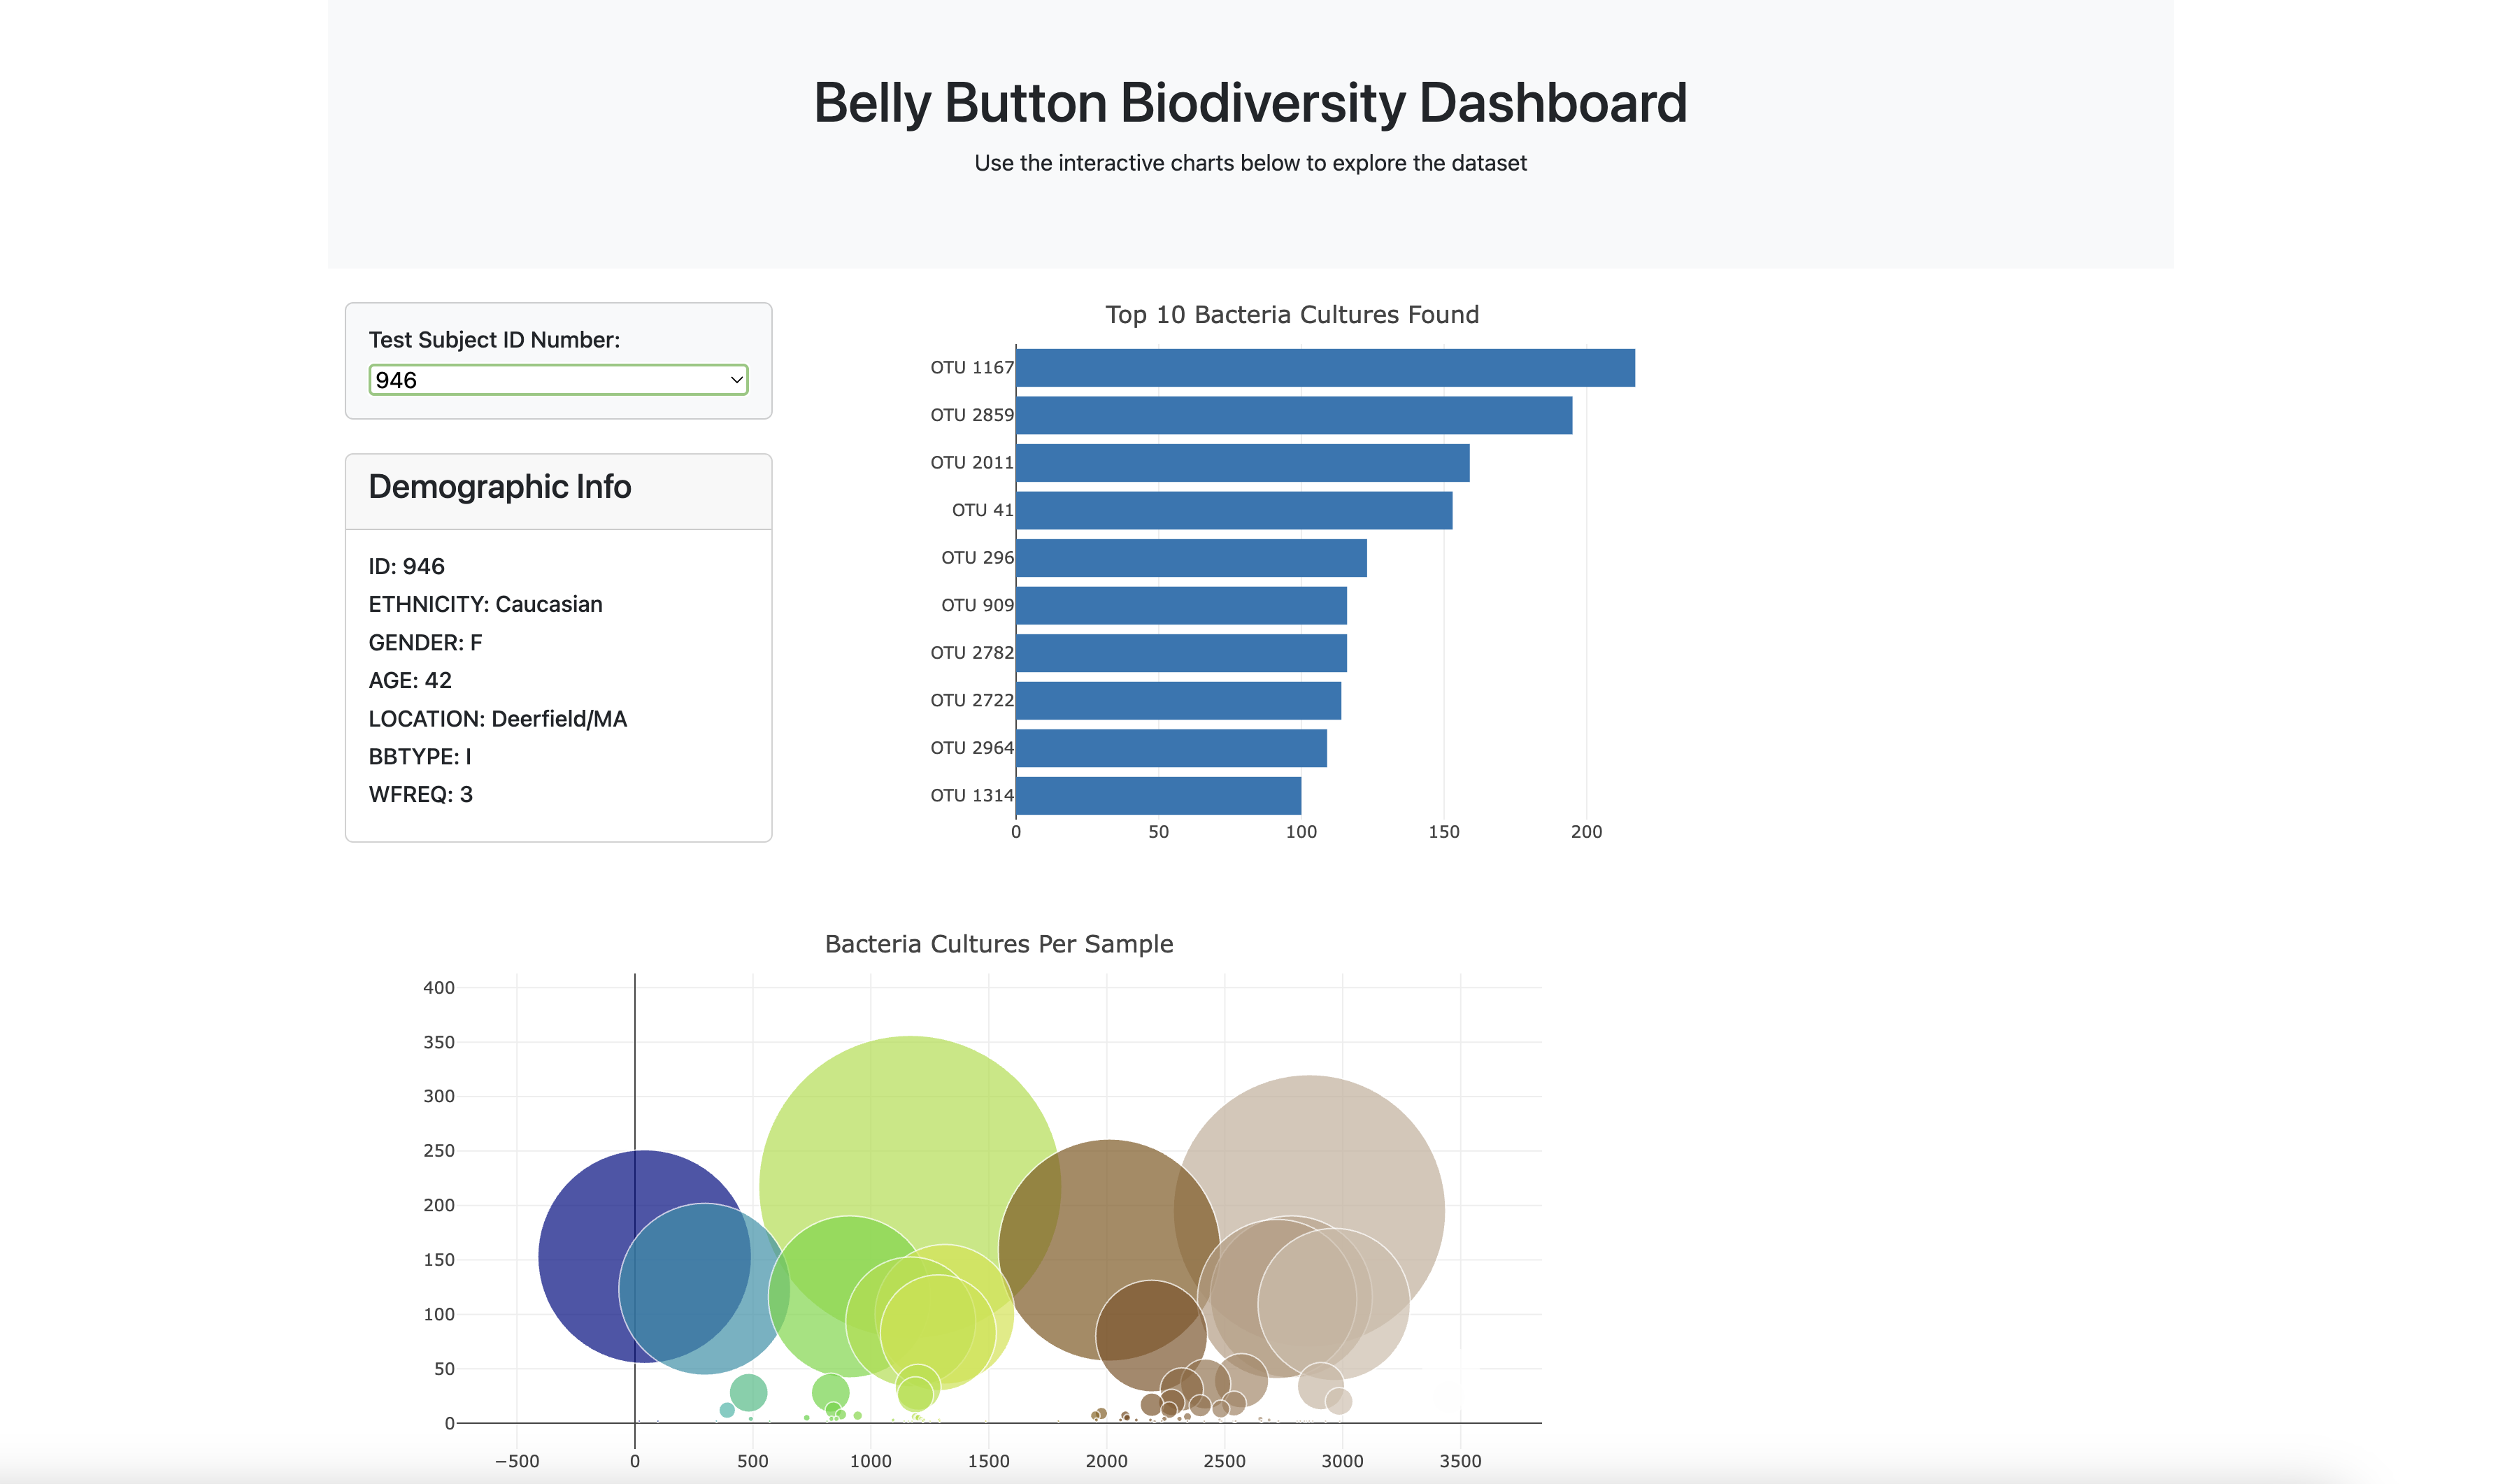 Belly Button Biodiversity Dashboard
Use the interactive charts below to explore the dataset
Test Subject ID Number:
946
Demographic Info
ID: 946
ETHNICITY: Caucasian
GENDER: F
AGE: 42
LOCATION: Deerfield/MA
BBTYPE: I
WFREQ: 3
Top 10 Bacteria Cultures Found
OTU 1167
OTU 2859
OTU 2011
OTU 41
OTU 296
OTU 909
OTU 2782
OTU 2722
OTU 2964
OTU 1314
0 50 100 150 200
Bacteria Cultures Per Sample
400
350
300
250
200
150
100
50
0
−500 0 500 1000 1500 2000 2500 3000 3500